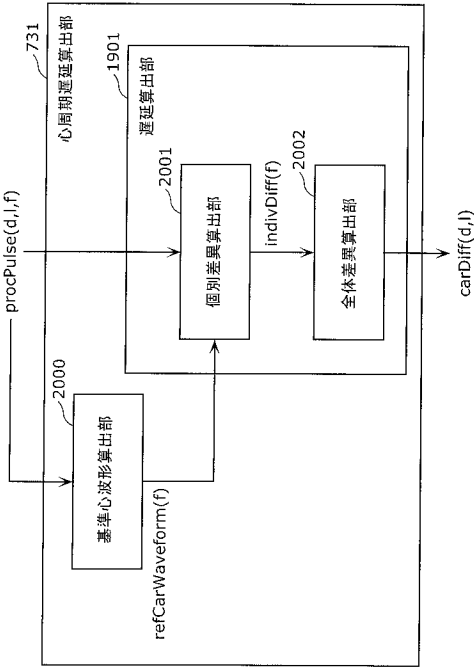 731
心周期遅延算出部
1901
遅延算出部
procPulse(d,l,f)
2000
基準心波形算出部
refCarWaveform(f)
2001
個別差異算出部
indivDiff(f)
2002
全体差異算出部
carDiff(d,l)